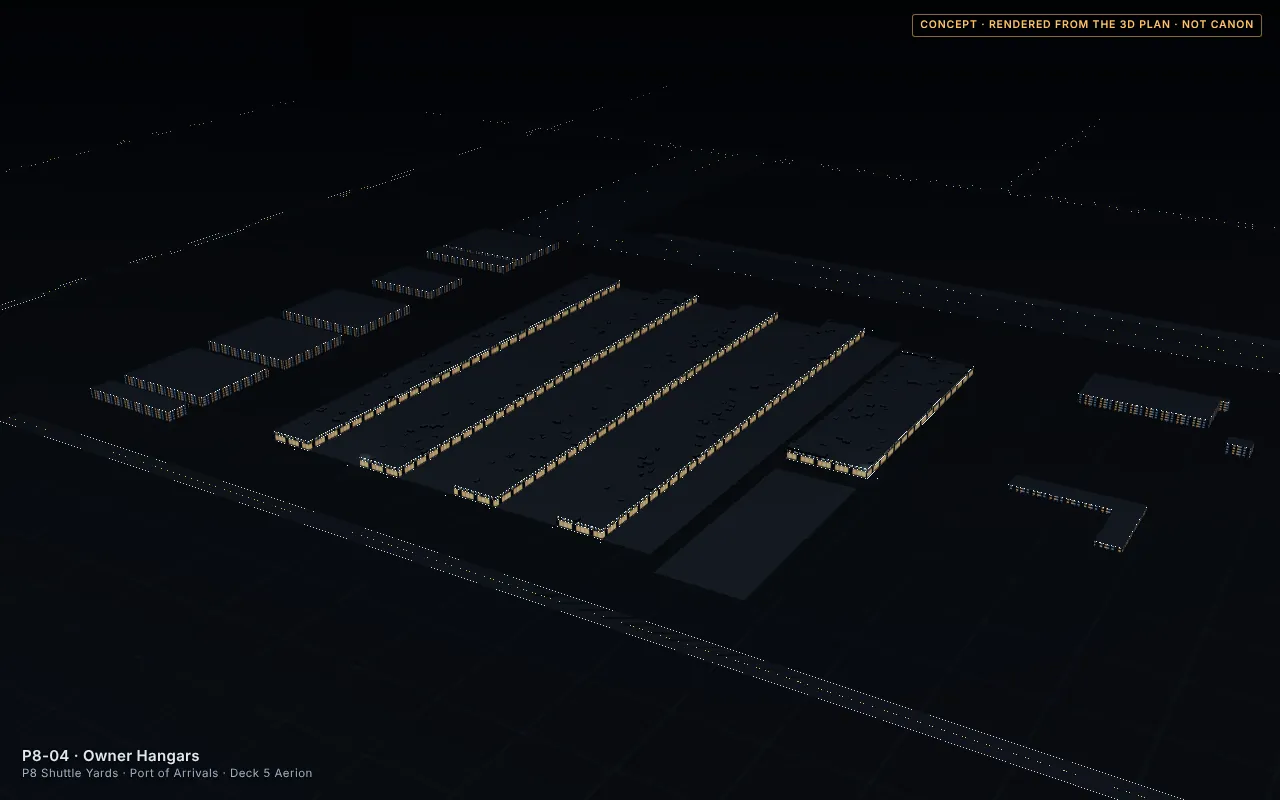 CONCEPT · RENDERED FROM THE 3D PLAN · NOT CANON
P8-04 · Owner Hangars
P8 Shuttle Yards · Port of Arrivals · Deck 5 Aerion